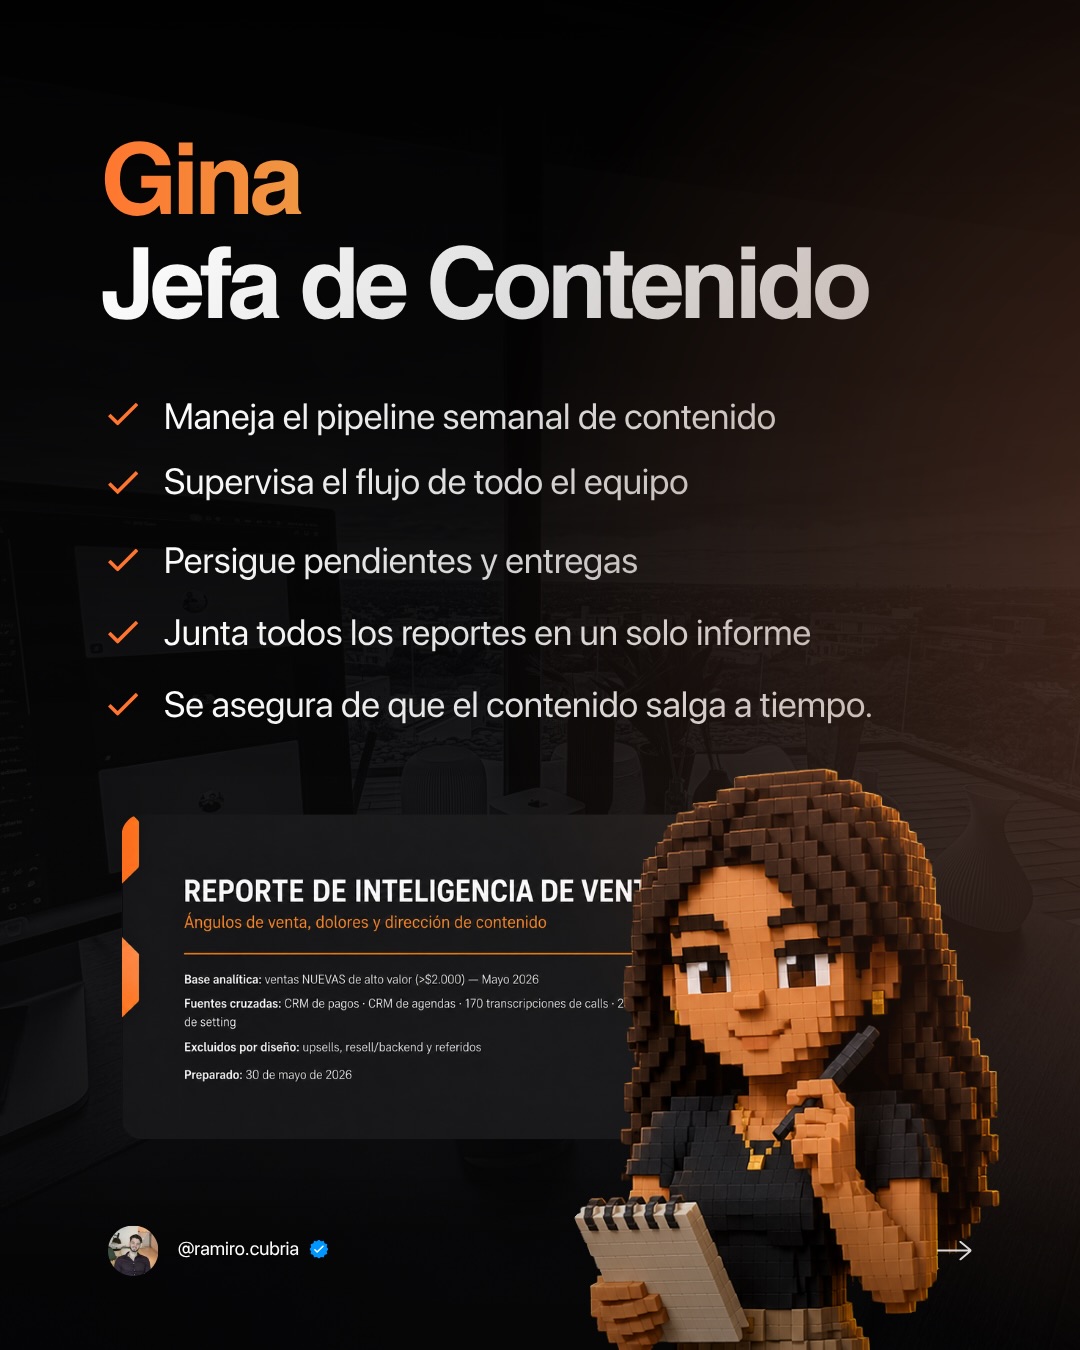 Gina
Jefa de Contenido
Maneja el pipeline semanal de contenido
Supervisa el flujo de todo el equipo
Persigue pendientes y entregas
Junta todos los reportes en un solo informe
Se asegura de que el contenido salga a tiempo.
REPORTE DE INTELIGENCIA DE VENT
Ángulos de venta, dolores y dirección de contenido
Base analítica: ventas NUEVAS de alto valor (>$2.000) — Mayo 2026
Fuentes cruzadas: CRM de pagos · CRM de agendas · 170 transcripciones de calls · 2
de setting
Excluidos por diseño: upsells, resell/backend y referidos
Preparado: 30 de mayo de 2026
@ramiro.cubria